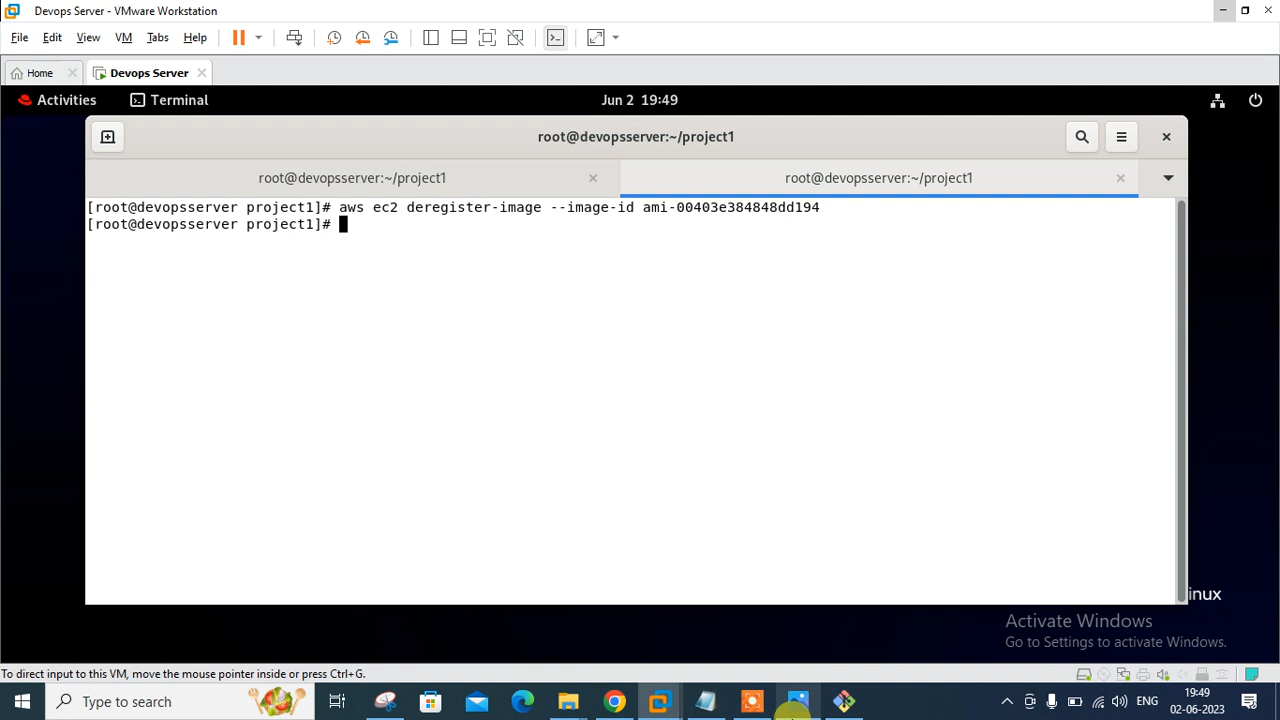 Devops Server - VMware Workstation
File Edit View VM Tabs Help
Home Devops Server
Activities Terminal Jun 2 19:49
root@devopsserver:~/project1
root@devopsserver:~/project1 root@devopsserver:~/project1
[root@devopsserver project1]# aws ec2 deregister-image --image-id ami-00403e384848dd194
[root@devopsserver project1]#
inux
Activate Windows
Go to Settings to activate Windows.
To direct input to this VM, move the mouse pointer inside or press Ctrl+G.
Type here to search
ENG
19:49
02-06-2023